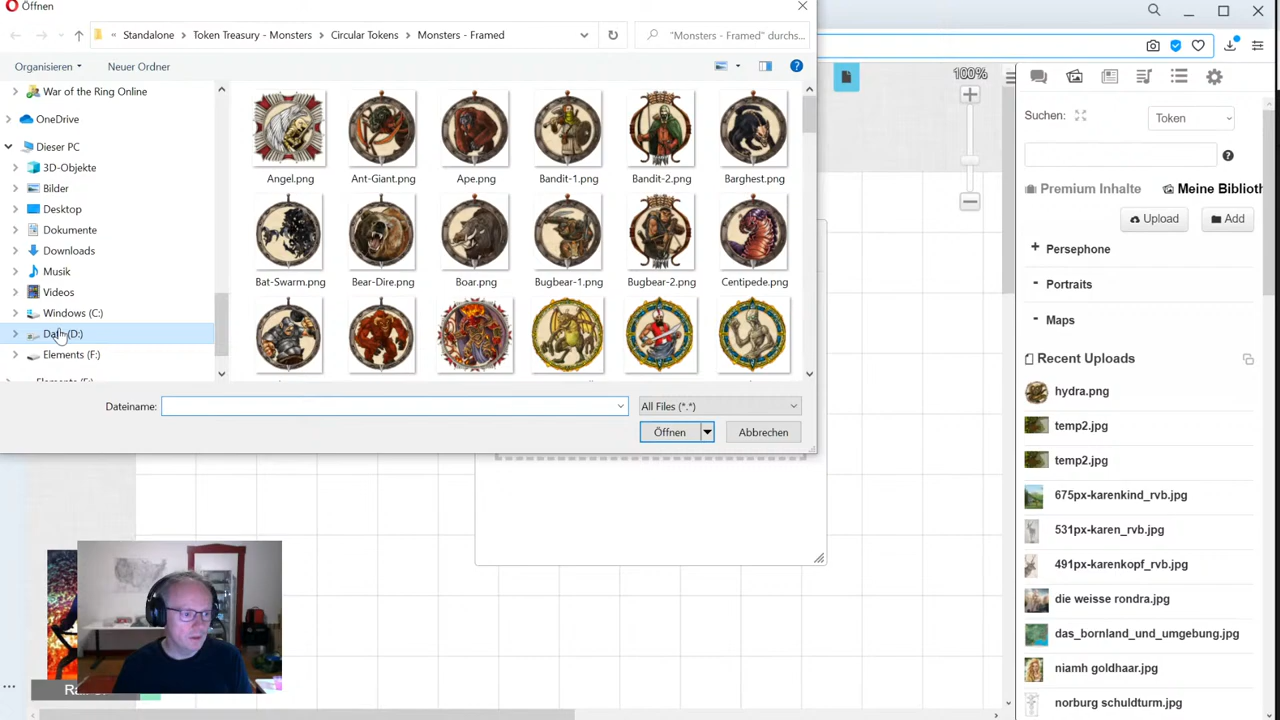 Öffnen
« Standalone > Token Treasury - Monsters > Circular Tokens > Monsters - Framed
"Monsters - Framed" durchs...
100%
Organisieren
Neuer Ordner
War of the Ring Online
OneDrive
Dieser PC
3D-Objekte
Bilder
Desktop
Dokumente
Downloads
Musik
Videos
Windows (C:)
(D:)
Elements (F:)
Angel.png
Ant-Giant.png
Ape.png
Bandit-1.png
Bandit-2.png
Barghest.png
Bat-Swarm.png
Bear-Dire.png
Boar.png
Bugbear-1.png
Bugbear-2.png
Centipede.png
Dateiname:
All Files (*.*)
Öffnen
Abbrechen
Suchen:
Token
Premium Inhalte
Meine Biblioth
Upload
Add
Persephone
Portraits
Maps
Recent Uploads
hydra.png
temp2.jpg
temp2.jpg
675px-karenkind_rvb.jpg
531px-karen_rvb.jpg
491px-karenkopf_rvb.jpg
die weisse rondra.jpg
das_bornland_und_umgebung.jpg
niamh goldhaar.jpg
norburg schuldturm.jpg